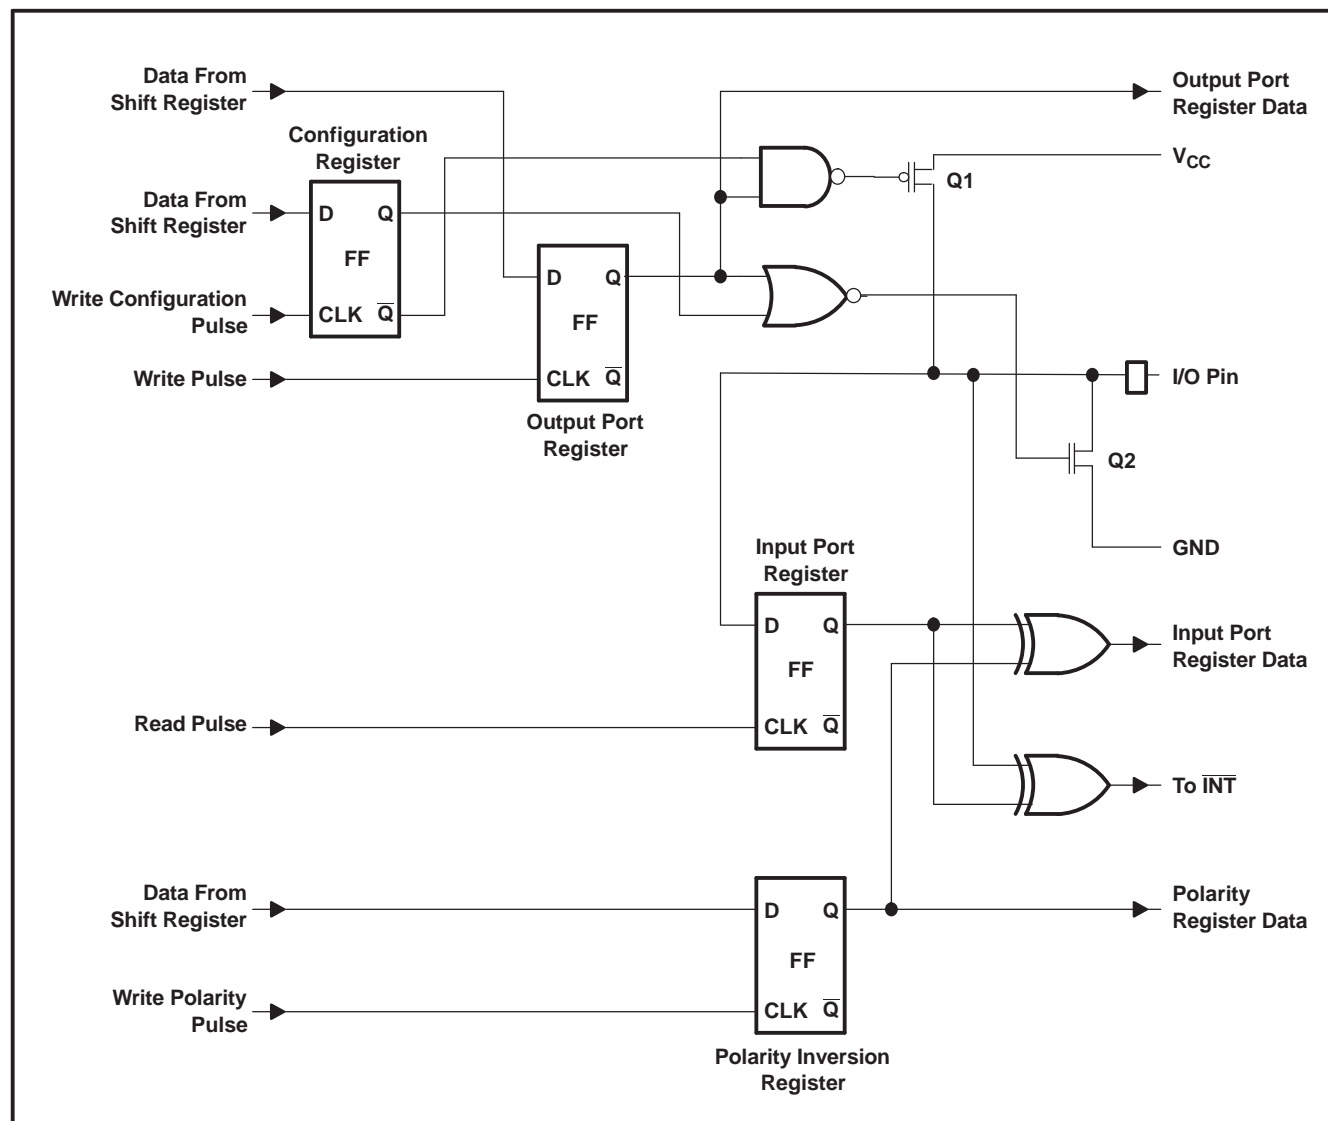 Data From
Shift Register
Output Port
Register Data
Configuration
Register
V_CC
Q1
Data From
Shift Register
D Q
FF
CLK Q̅
Write Configuration
Pulse
D Q
FF
CLK Q̅
Write Pulse
I/O Pin
Output Port
Register
Q2
GND
Input Port
Register
D Q
FF
CLK Q̅
Input Port
Register Data
Read Pulse
To I̅N̅T̅
Data From
Shift Register
D Q
FF
CLK Q̅
Polarity
Register Data
Write Polarity
Pulse
Polarity Inversion
Register